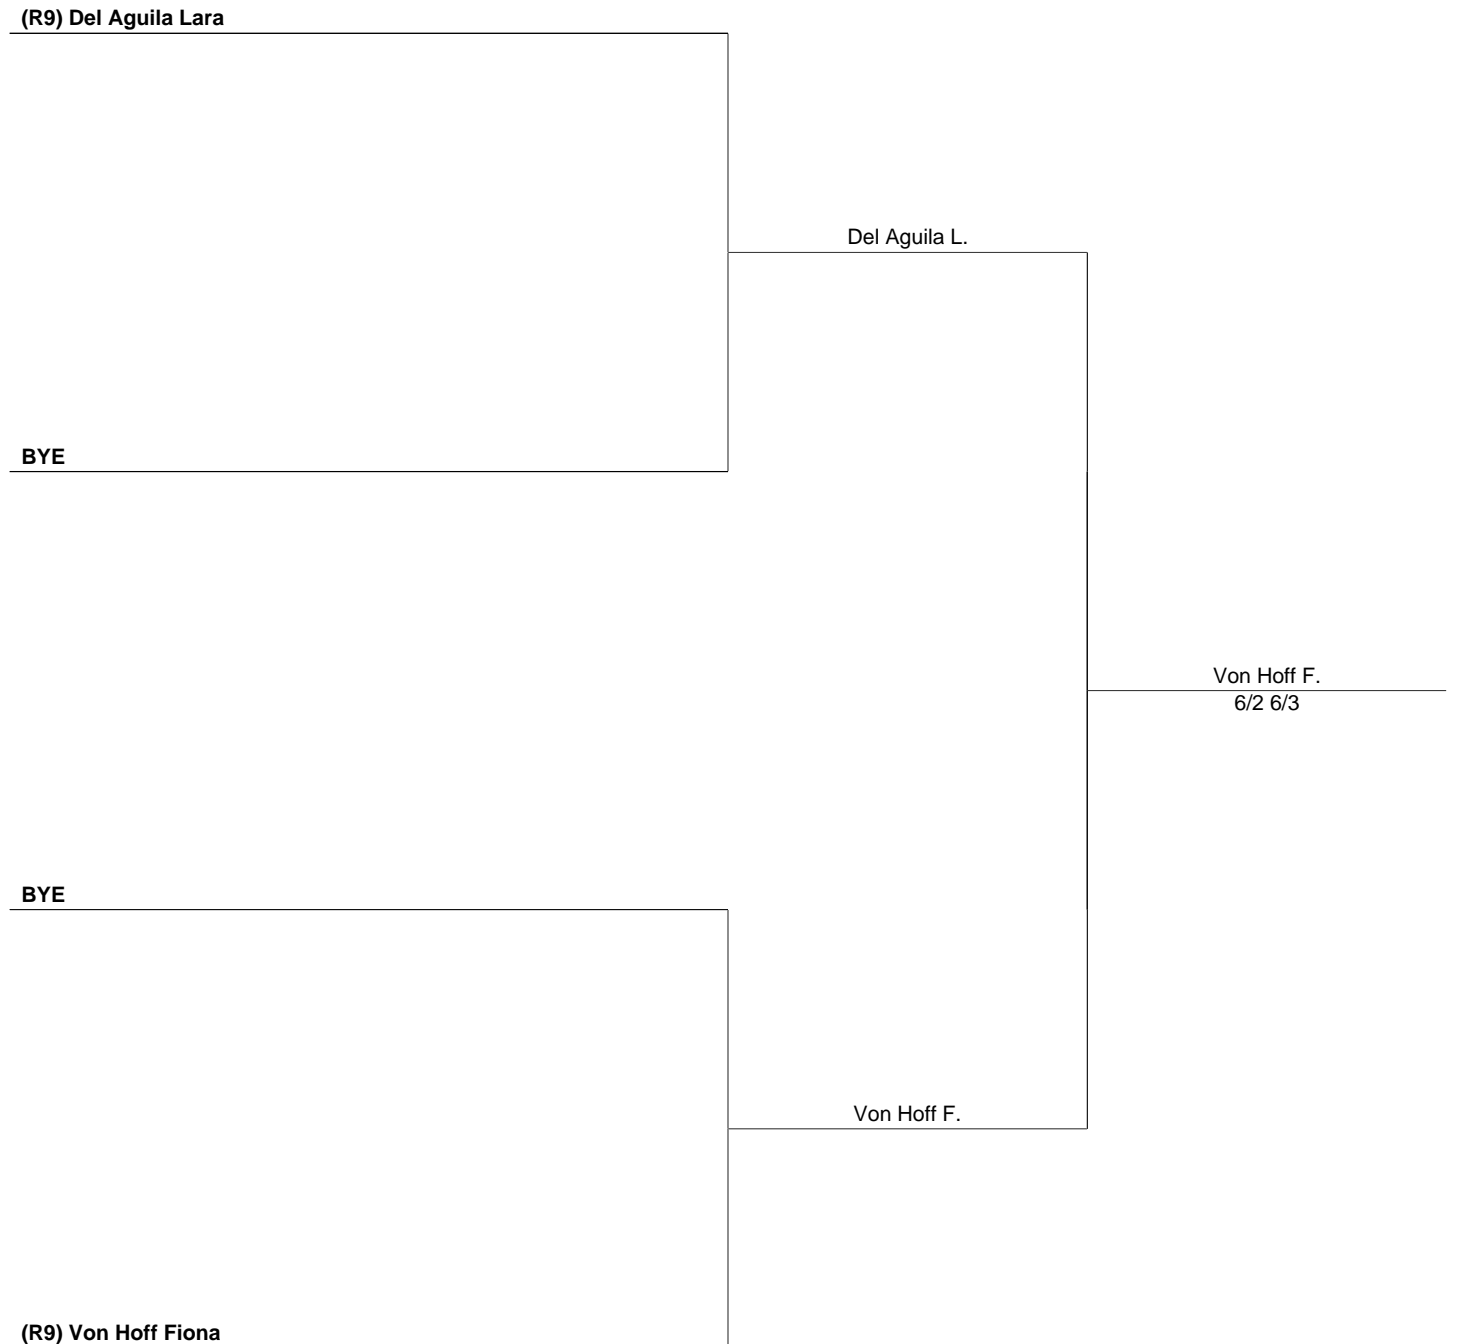 (R9) Del Aguila Lara
Del Aguila L.
BYE
Von Hoff F.
6/2 6/3
BYE
Von Hoff F.
(R9) Von Hoff Fiona